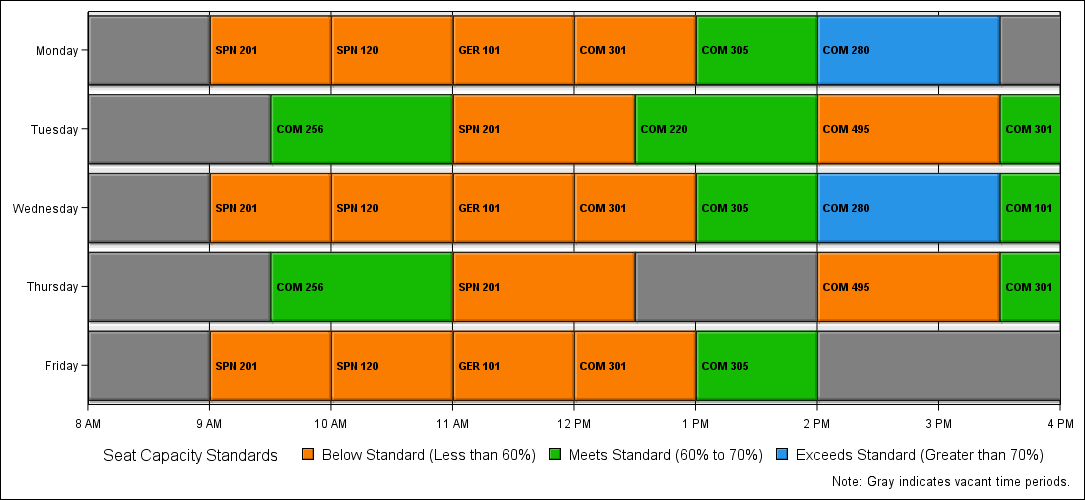 Monday SPN 201 SPN 120 GER 101 COM 301 COM 305 COM 280
Tuesday COM 256 SPN 201 COM 220 COM 495 COM 301
Wednesday SPN 201 SPN 120 GER 101 COM 301 COM 305 COM 280 COM 101
Thursday COM 256 SPN 201 COM 495 COM 301
Friday SPN 201 SPN 120 GER 101 COM 301 COM 305
8 AM 9 AM 10 AM 11 AM 12 PM 1 PM 2 PM 3 PM 4 PM
Seat Capacity Standards Below Standard (Less than 60%) Meets Standard (60% to 70%) Exceeds Standard (Greater than 70%)
Note: Gray indicates vacant time periods.